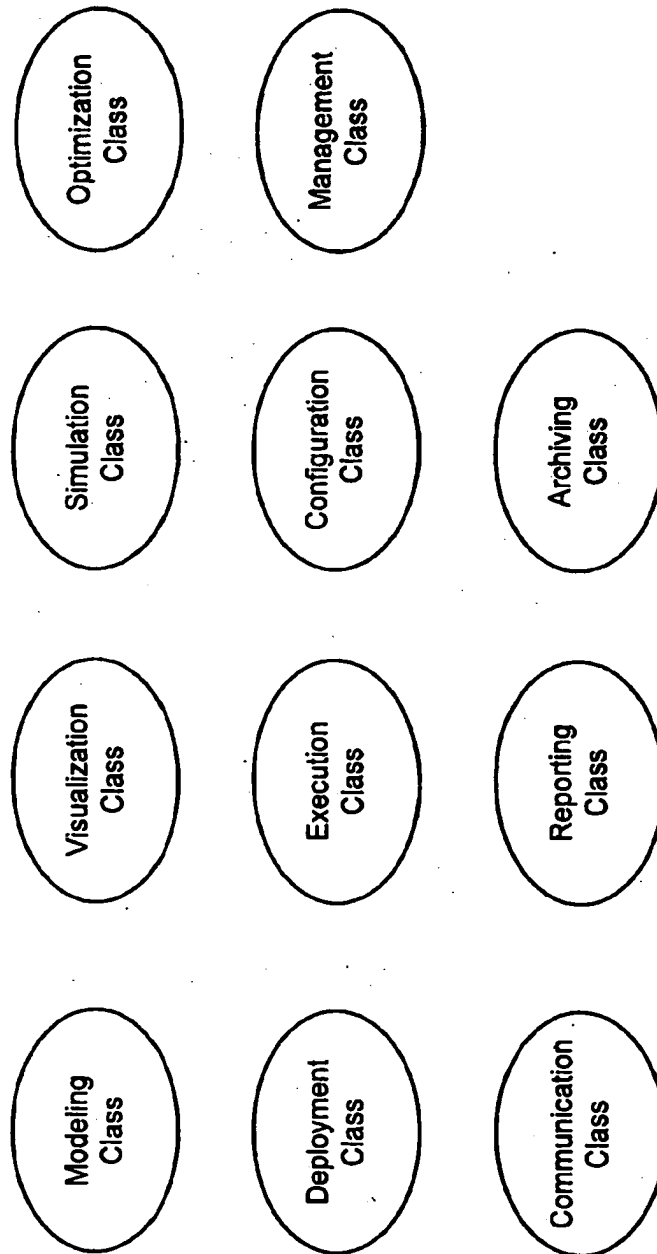 Modeling
Class
Visualization
Class
Simulation
Class
Optimization
Class
Deployment
Class
Execution
Class
Configuration
Class
Management
Class
Communication
Class
Reporting
Class
Archiving
Class